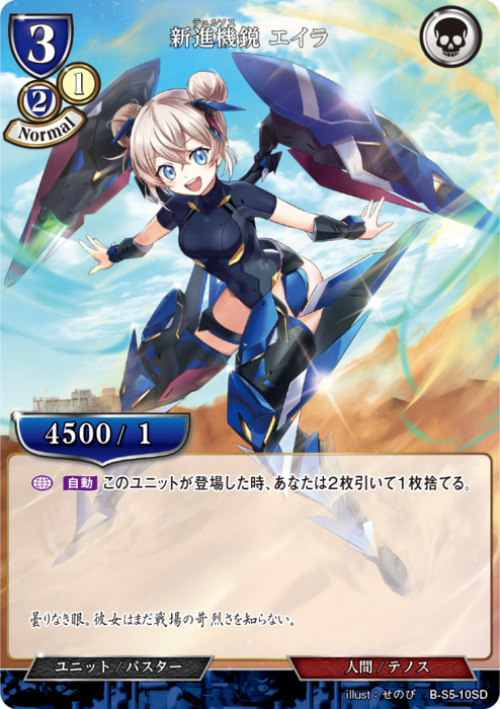 3
新進機鋭 エイラ
2
1
Normal
4500 / 1
自動 このユニットが登場した時、あなたは2枚引いて1枚捨てる。
曇りなき眼。彼女はまだ戦場の苛烈さを知らない。
ユニット / バスター
人間 / テノス
illust : せのび B-S5-10SD